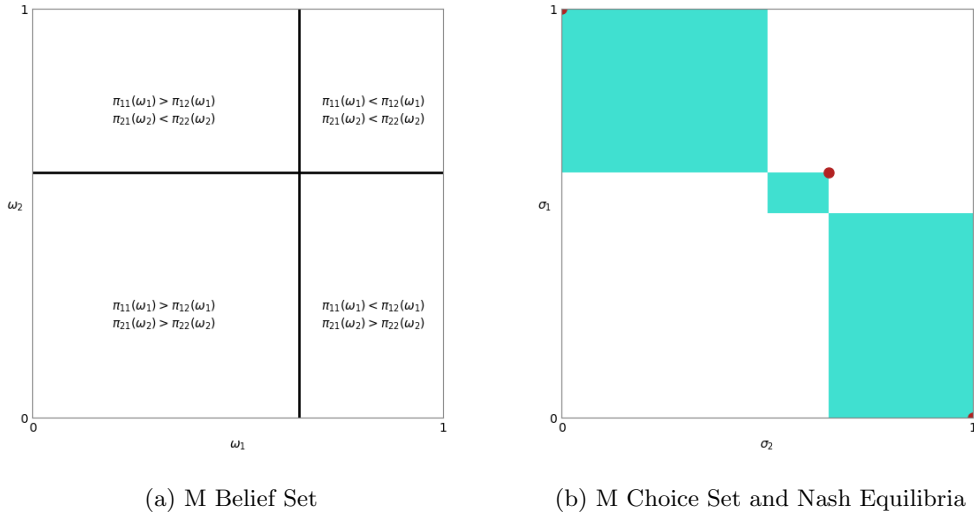 1
π₁₁(ω₁) > π₁₂(ω₁)
π₂₁(ω₂) < π₂₂(ω₂)
π₁₁(ω₁) < π₁₂(ω₁)
π₂₁(ω₂) < π₂₂(ω₂)
ω₂
π₁₁(ω₁) > π₁₂(ω₁)
π₂₁(ω₂) > π₂₂(ω₂)
π₁₁(ω₁) < π₁₂(ω₁)
π₂₁(ω₂) > π₂₂(ω₂)
0
0
1
ω₁
(a) M Belief Set
1
σ₁
0
0
1
σ₂
(b) M Choice Set and Nash Equilibria